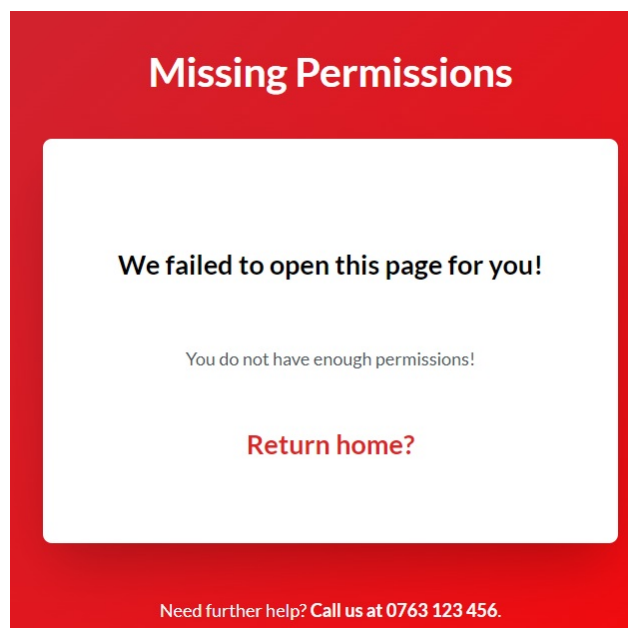 Missing Permissions
We failed to open this page for you!
You do not have enough permissions!
Return home?
Need further help? Call us at 0763 123 456.